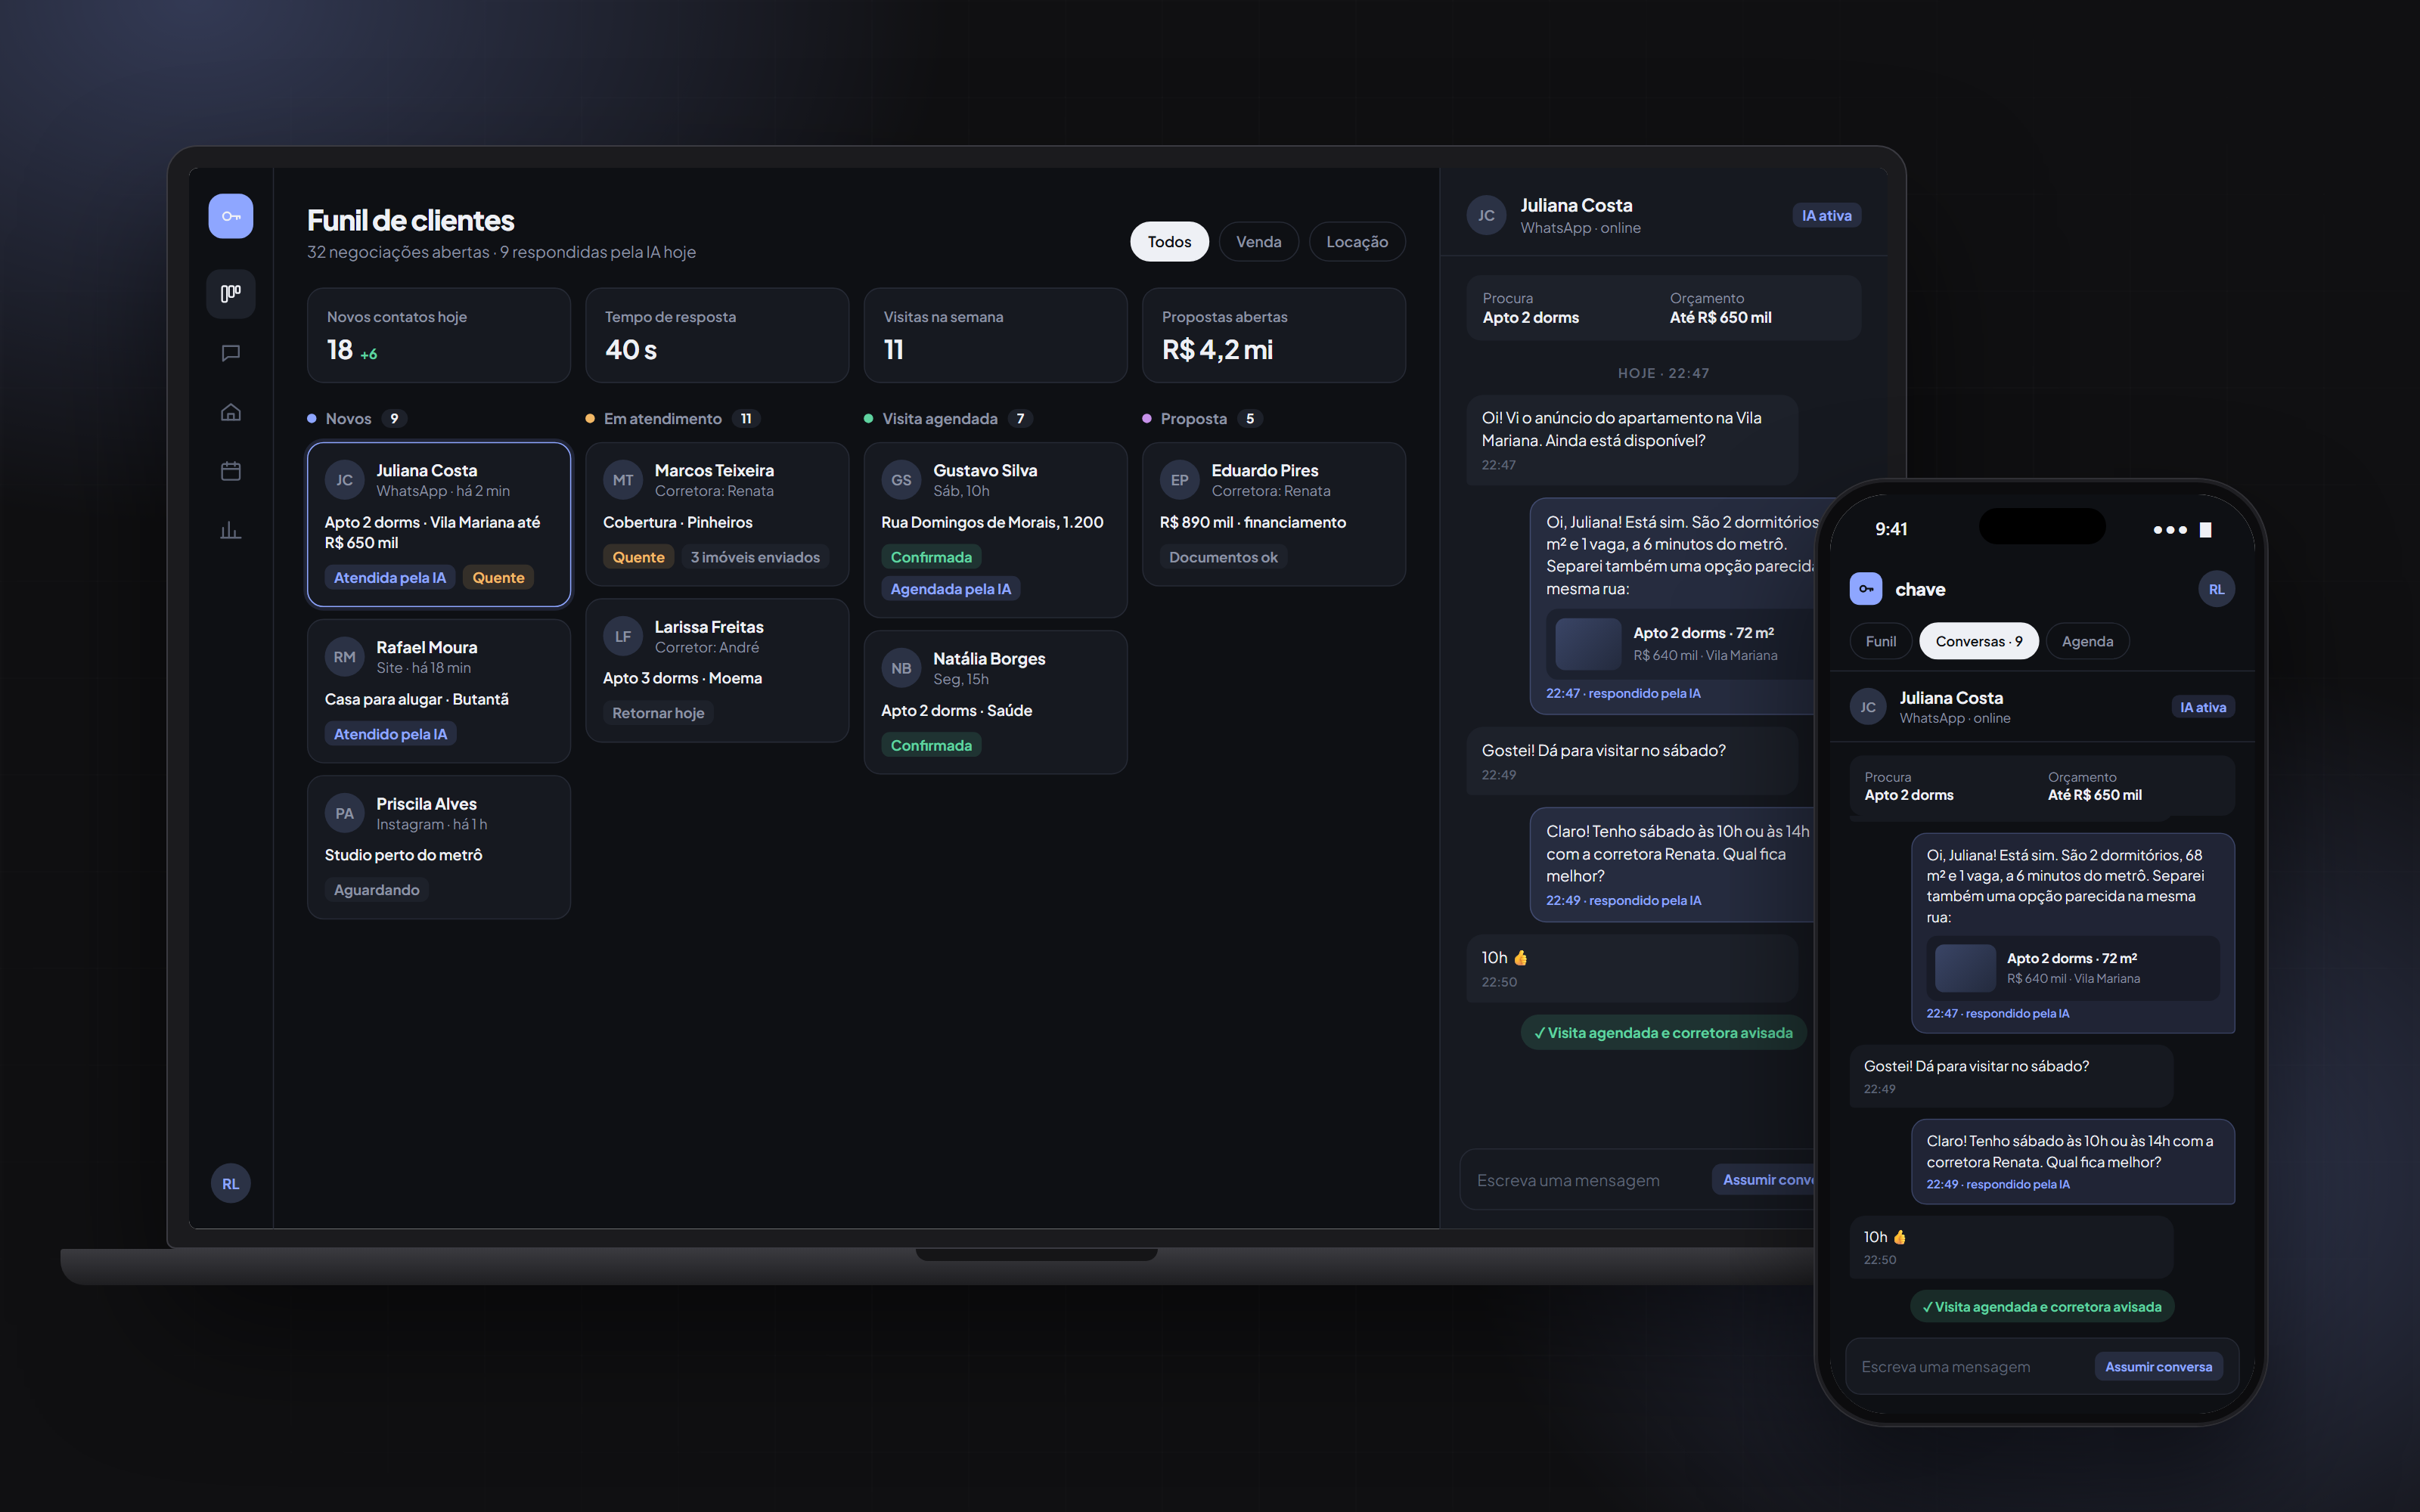 Funil de clientes
32 negociações abertas · 9 respondidas pela IA hoje
Todos
Venda
Locação
Novos contatos hoje
18 +6
Tempo de resposta
40 s
Visitas na semana
11
Propostas abertas
R$ 4,2 mi
Novos 9
JC
Juliana Costa
WhatsApp · há 2 min
Apto 2 dorms · Vila Mariana até
R$ 650 mil
Atendida pela IA
Quente
RM
Rafael Moura
Site · há 18 min
Casa para alugar · Butantã
Atendido pela IA
PA
Priscila Alves
Instagram · há 1 h
Studio perto do metrô
Aguardando
Em atendimento 11
MT
Marcos Teixeira
Corretora: Renata
Cobertura · Pinheiros
Quente
3 imóveis enviados
LF
Larissa Freitas
Corretor: André
Apto 3 dorms · Moema
Retornar hoje
Visita agendada 7
GS
Gustavo Silva
Sáb, 10h
Rua Domingos de Morais, 1.200
Confirmada
Agendada pela IA
NB
Natália Borges
Seg, 15h
Apto 2 dorms · Saúde
Confirmada
Proposta 5
EP
Eduardo Pires
Corretora: Renata
R$ 890 mil · financiamento
Documentos ok
RL
JC
Juliana Costa
WhatsApp · online
IA ativa
Procura
Apto 2 dorms
Orçamento
Até R$ 650 mil
HOJE · 22:47
Oi! Vi o anúncio do apartamento na Vila
Mariana. Ainda está disponível?
22:47
Oi, Juliana! Está sim. São 2 dormitórios
m² e 1 vaga, a 6 minutos do metrô.
Separei também uma opção parecida
mesma rua:
Apto 2 dorms · 72 m²
R$ 640 mil · Vila Mariana
22:47 · respondido pela IA
Gostei! Dá para visitar no sábado?
22:49
Claro! Tenho sábado às 10h ou às 14h
com a corretora Renata. Qual fica
melhor?
22:49 · respondido pela IA
10h 👍
22:50
✓ Visita agendada e corretora avisada
Escreva uma mensagem
Assumir conve
9:41
chave
RL
Funil
Conversas · 9
Agenda
JC
Juliana Costa
WhatsApp · online
IA ativa
Procura
Apto 2 dorms
Orçamento
Até R$ 650 mil
Oi, Juliana! Está sim. São 2 dormitórios, 68
m² e 1 vaga, a 6 minutos do metrô. Separei
também uma opção parecida na mesma
rua:
Apto 2 dorms · 72 m²
R$ 640 mil · Vila Mariana
22:47 · respondido pela IA
Gostei! Dá para visitar no sábado?
22:49
Claro! Tenho sábado às 10h ou às 14h com a
corretora Renata. Qual fica melhor?
22:49 · respondido pela IA
10h 👍
22:50
✓ Visita agendada e corretora avisada
Escreva uma mensagem
Assumir conversa